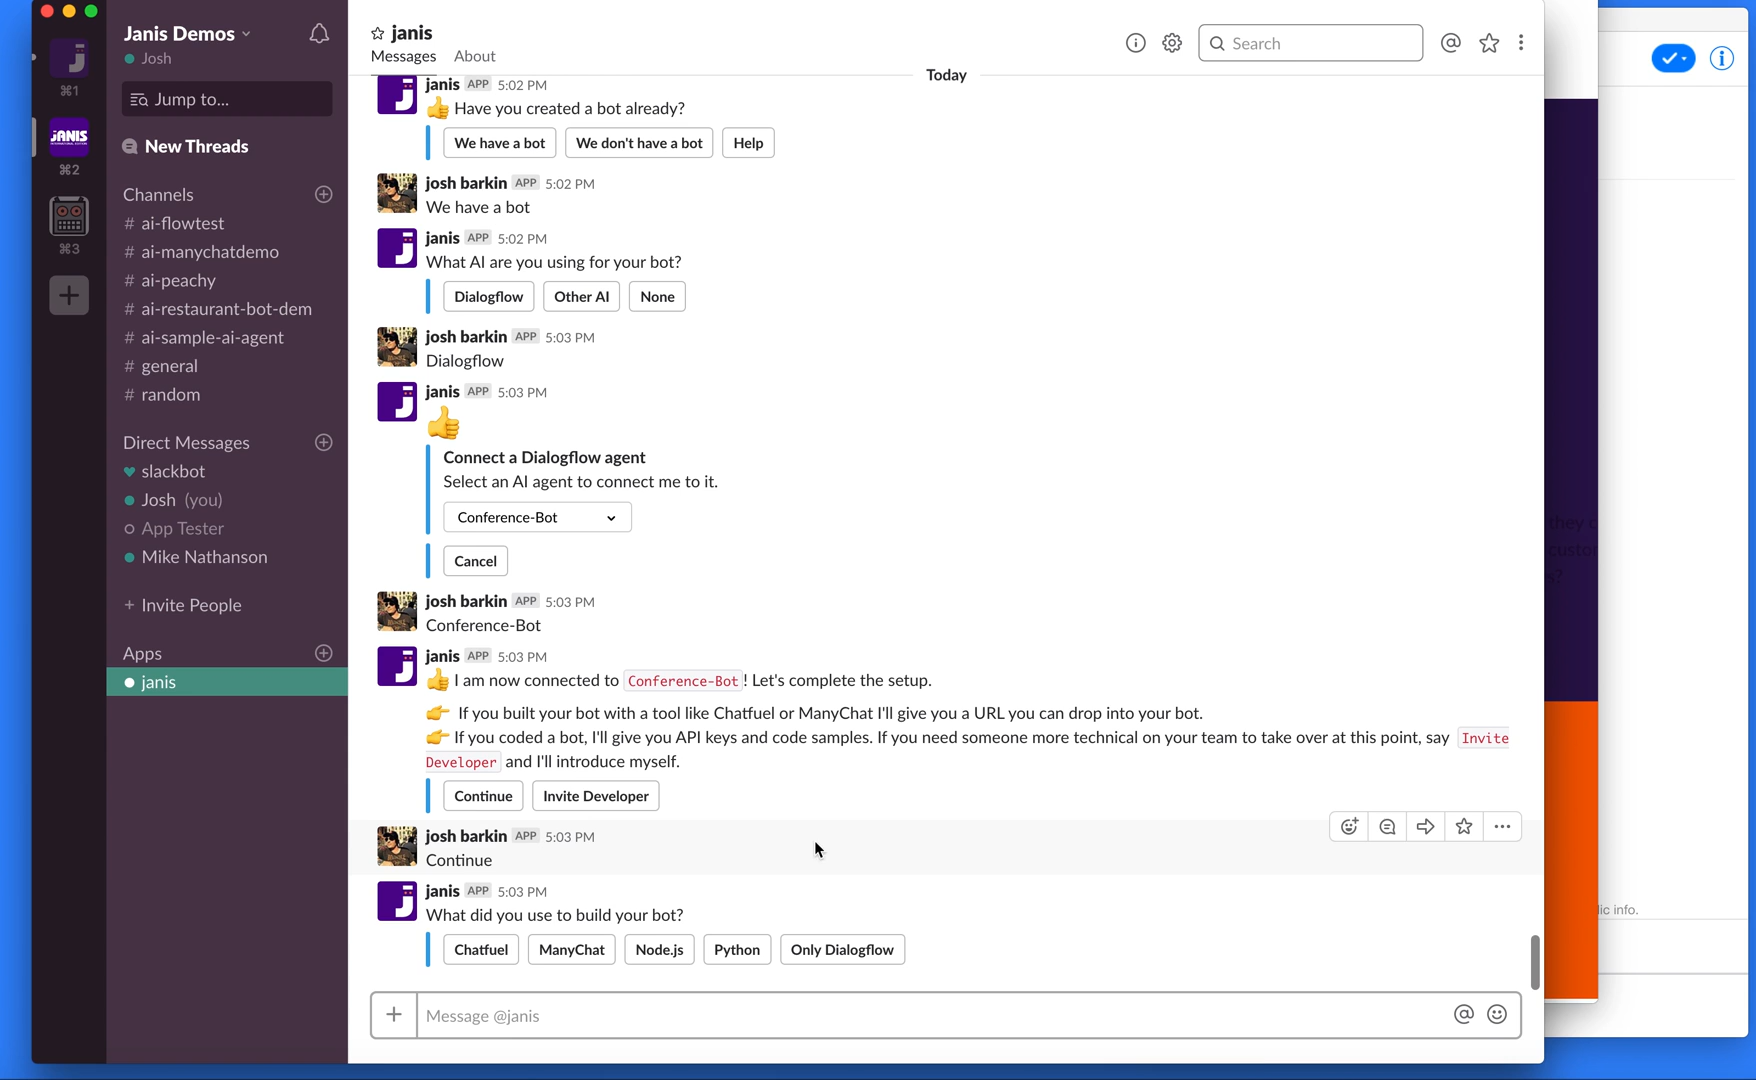 Janis Demos
Josh
⌘1
Jump to...
JANIS
⌘2
New Threads
⌘3
Channels
# ai-flowtest
# ai-manychatdemo
# ai-peachy
# ai-restaurant-bot-dem
# ai-sample-ai-agent
# general
# random
Direct Messages
slackbot
Josh (you)
App Tester
Mike Nathanson
+ Invite People
Apps
janis
janis
Messages About
Search
Today
janis APP 5:02 PM
👍 Have you created a bot already?
We have a bot We don't have a bot Help
josh barkin APP 5:02 PM
We have a bot
janis APP 5:02 PM
What AI are you using for your bot?
Dialogflow Other AI None
josh barkin APP 5:03 PM
Dialogflow
janis APP 5:03 PM
👍
Connect a Dialogflow agent
Select an AI agent to connect me to it.
Conference-Bot
Cancel
josh barkin APP 5:03 PM
Conference-Bot
janis APP 5:03 PM
👍 I am now connected to Conference-Bot! Let's complete the setup.
👉 If you built your bot with a tool like Chatfuel or ManyChat I'll give you a URL you can drop into your bot.
👉 If you coded a bot, I'll give you API keys and code samples. If you need someone more technical on your team to take over at this point, say Invite
Developer and I'll introduce myself.
Continue Invite Developer
josh barkin APP 5:03 PM
Continue
janis APP 5:03 PM
What did you use to build your bot?
Chatfuel ManyChat Node.js Python Only Dialogflow
Message @janis
they c
custor
lic info.